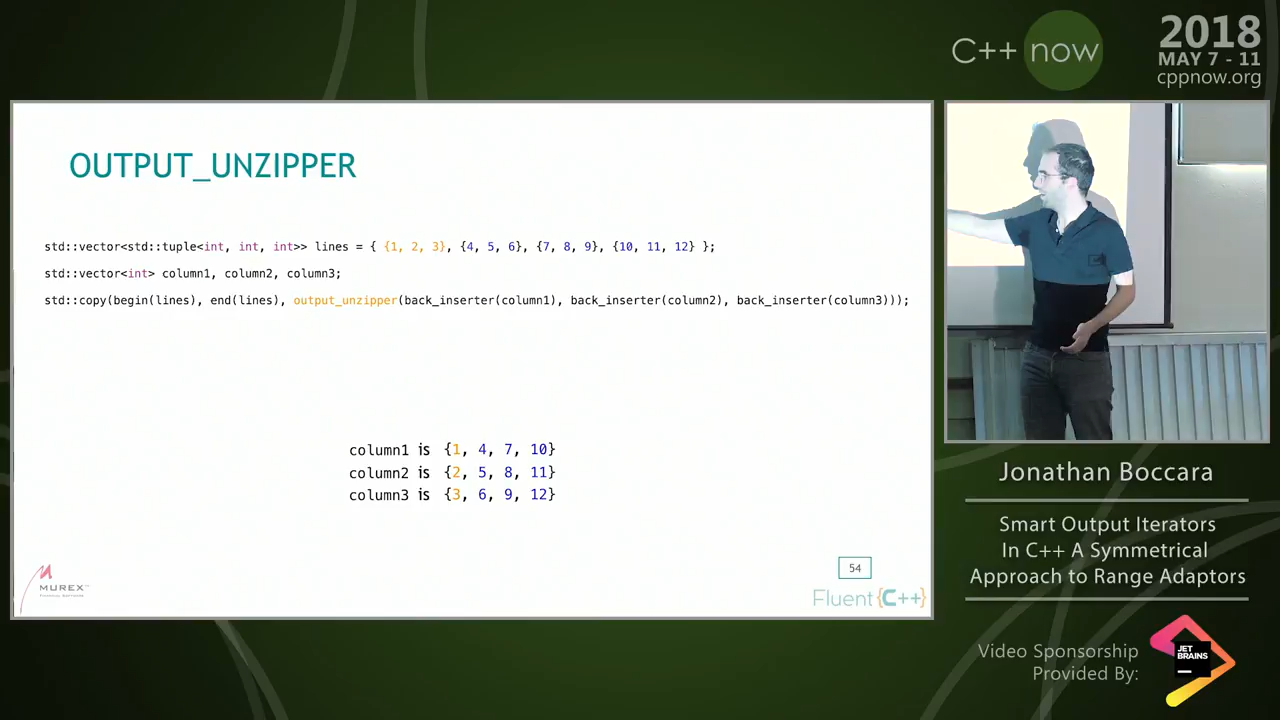 C++ now
2018
MAY 7 - 11
cppnow.org
OUTPUT_UNZIPPER
std::vector<std::tuple<int, int, int>> lines = { {1, 2, 3}, {4, 5, 6}, {7, 8, 9}, {10, 11, 12} };
std::vector<int> column1, column2, column3;
std::copy(begin(lines), end(lines), output_unzipper(back_inserter(column1), back_inserter(column2), back_inserter(column3)));
column1 is {1, 4, 7, 10}
column2 is {2, 5, 8, 11}
column3 is {3, 6, 9, 12}
MUREX
54
Fluent {C++}
Jonathan Boccara
Smart Output Iterators
In C++ A Symmetrical
Approach to Range Adaptors
Video Sponsorship
Provided By:
JET
BRAINS